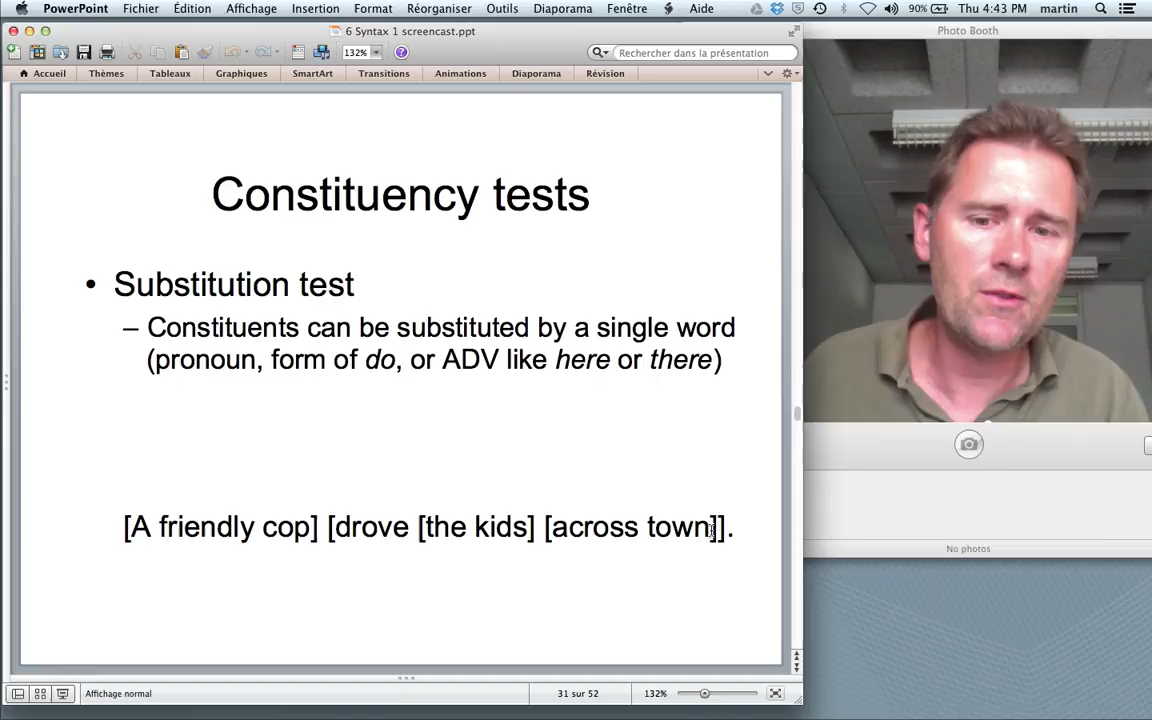 PowerPoint Fichier Édition Affichage Insertion Format Réorganiser Outils Diaporama Fenêtre Aide 90% Thu 4:43 PM martin
6 Syntax 1 screencast.ppt
Photo Booth
132% Rechercher dans la présentation
Accueil Thèmes Tableaux Graphiques SmartArt Transitions Animations Diaporama Révision
Constituency tests
• Substitution test
– Constituents can be substituted by a single word
(pronoun, form of do, or ADV like here or there)
[A friendly cop] [drove [the kids] [across town]].
No photos
Affichage normal 31 sur 52 132%